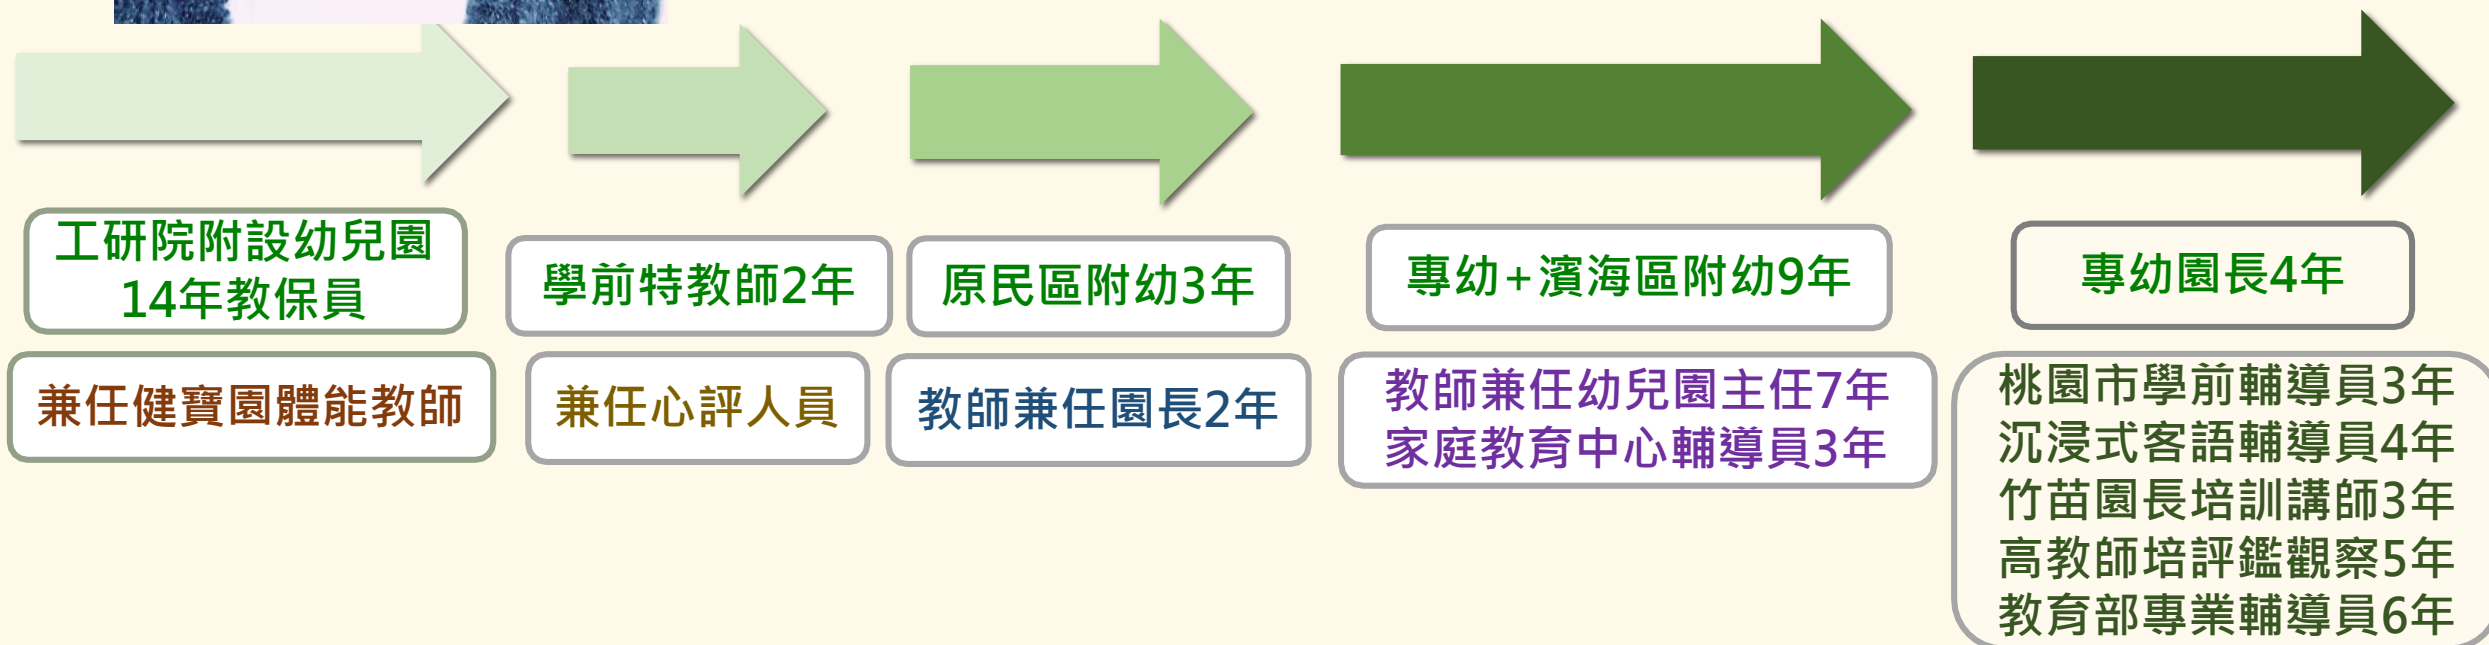 工研院附設幼兒園
14年教保員
兼任健寶園體能教師
學前特教師2年
兼任心評人員
原民區附幼3年
教師兼任園長2年
專幼+濱海區附幼9年
教師兼任幼兒園主任7年
家庭教育中心輔導員3年
專幼園長4年
桃園市學前輔導員3年
沉浸式客語輔導員4年
竹苗園長培訓講師3年
高教師培評鑑觀察5年
教育部專業輔導員6年